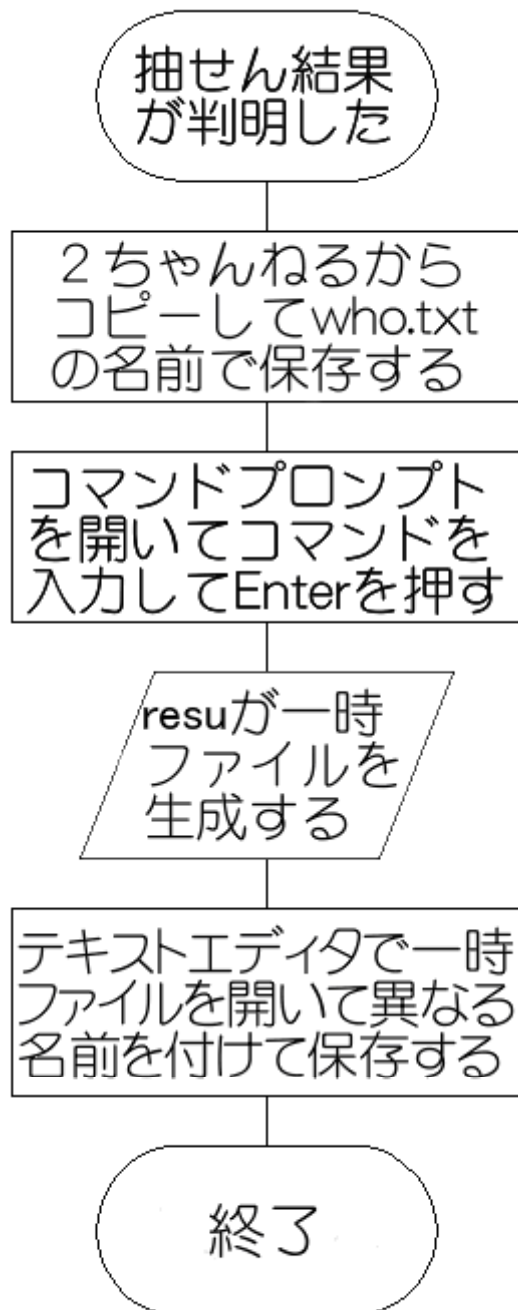 抽せん結果
が判明した
２ちゃんねるから
コピーしてwho.txt
の名前で保存する
コマンドプロンプト
を開いてコマンドを
入力してEnterを押す
resuが一時
ファイルを
生成する
テキストエディタで一時
ファイルを開いて異なる
名前を付けて保存する
終了